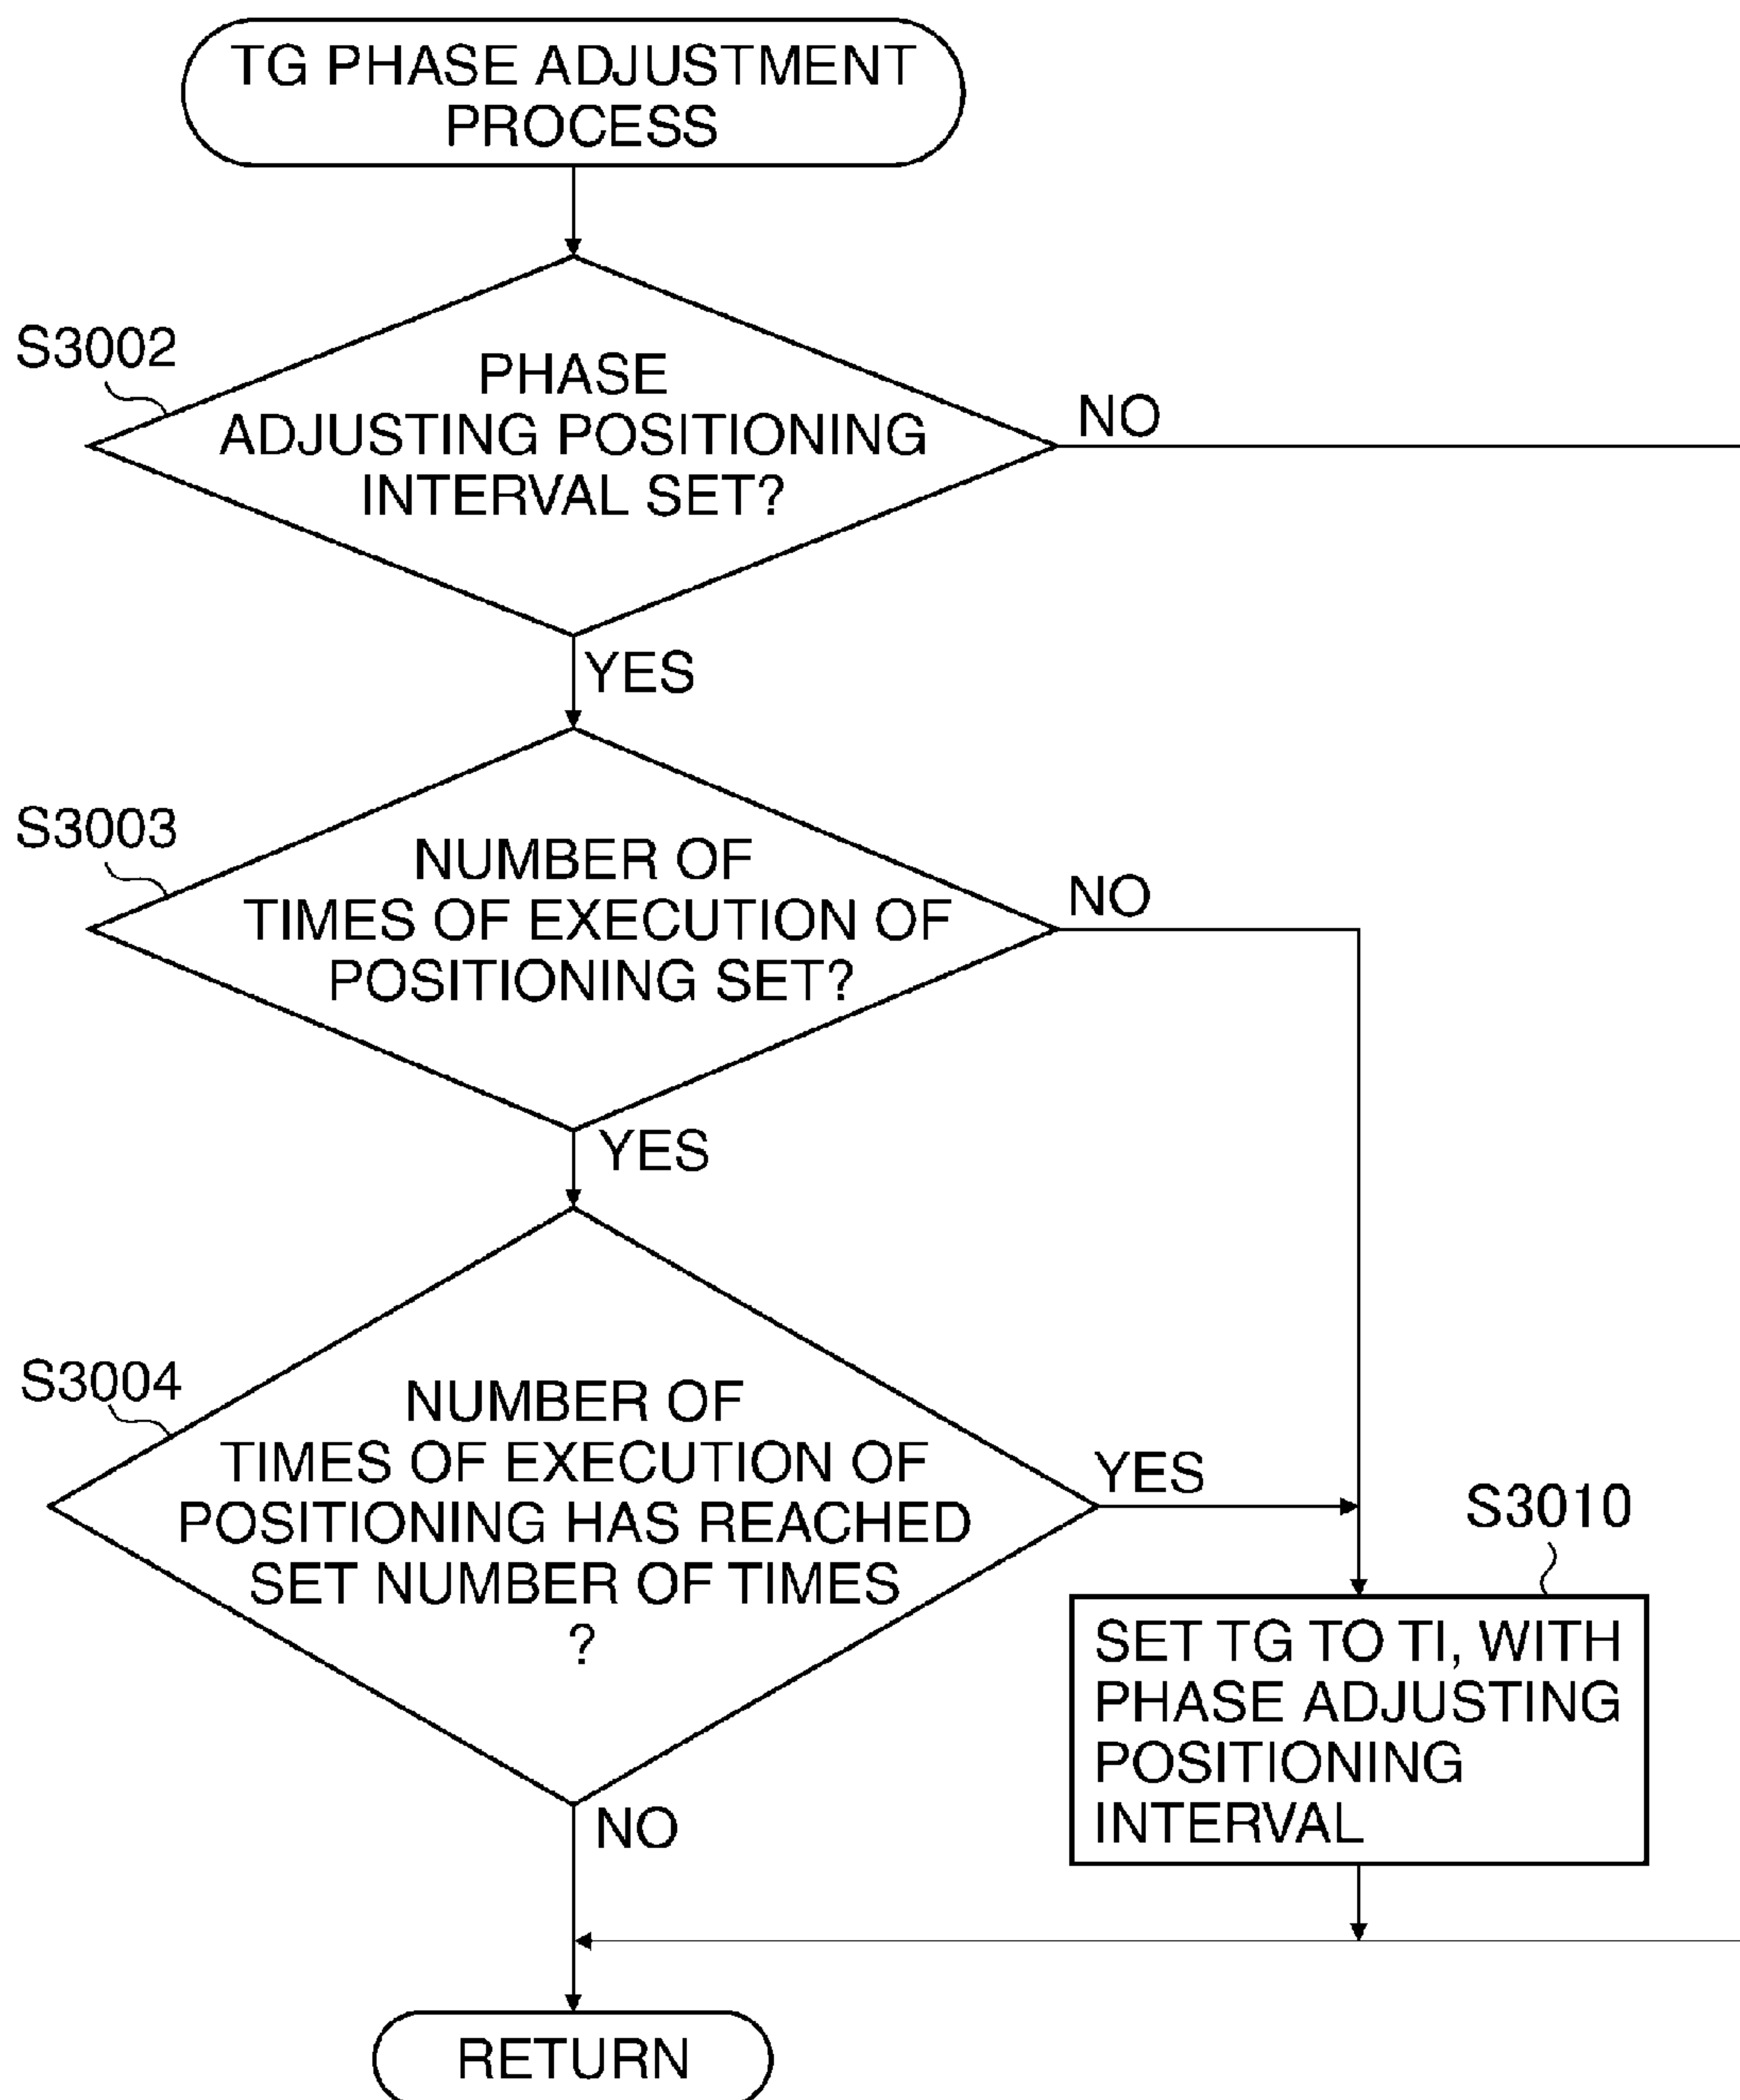 TG PHASE ADJUSTMENT
PROCESS
S3002
PHASE
ADJUSTING POSITIONING
INTERVAL SET?
NO
YES
S3003
NUMBER OF
TIMES OF EXECUTION OF
POSITIONING SET?
NO
YES
S3004
NUMBER OF
TIMES OF EXECUTION OF
POSITIONING HAS REACHED
SET NUMBER OF TIMES
?
YES
NO
S3010
SET TG TO TI, WITH
PHASE ADJUSTING
POSITIONING
INTERVAL
RETURN